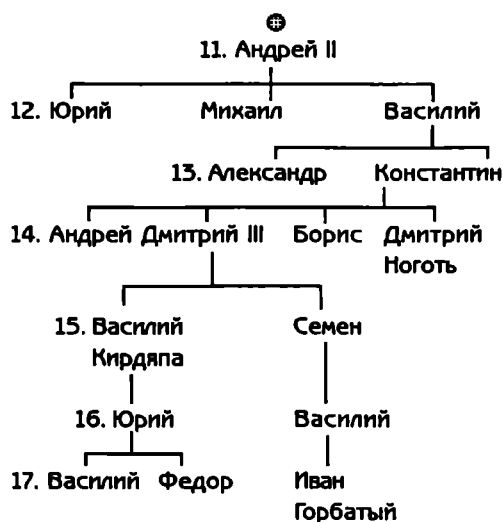 11. Андрей II
12. Юрий Михаил Василий
13. Александр Константин
14. Андрей Дмитрий III Борис Дмитрий
Ноготь
15. Василий Семен
Кирдяпа
16. Юрий Василий
17. Василий Федор Иван
Горбатый